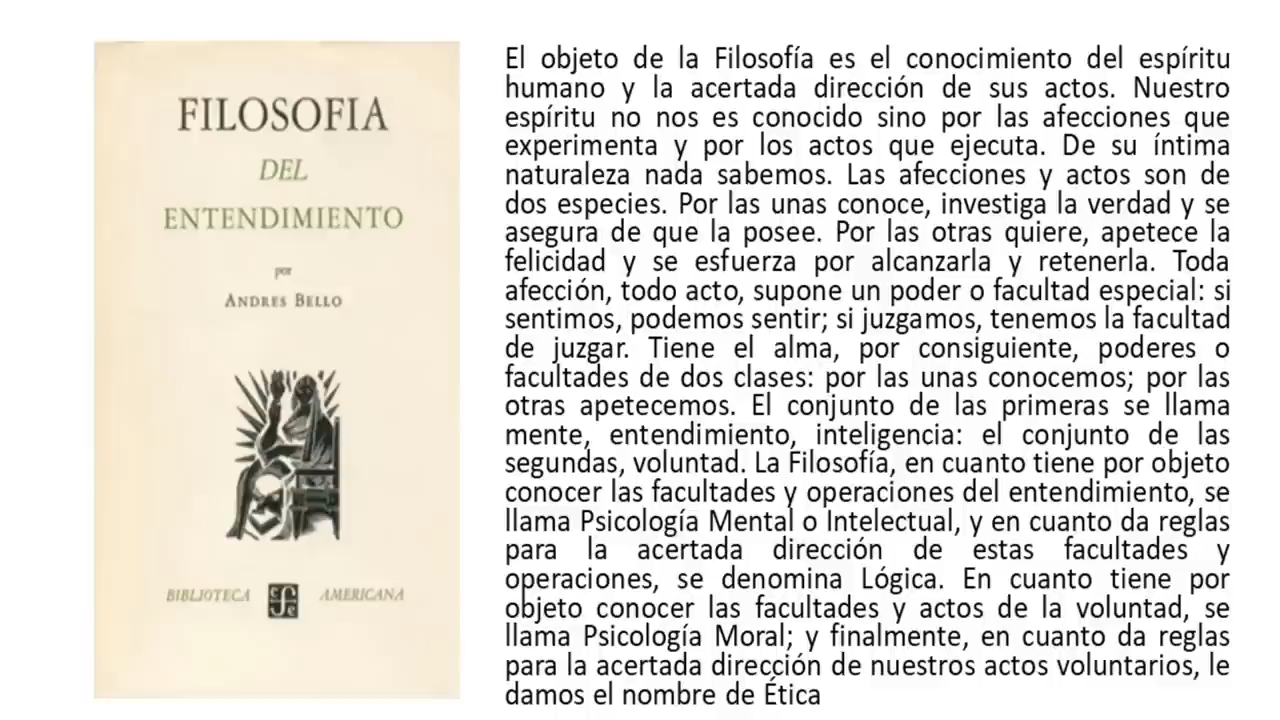 FILOSOFIA
DEL
ENTENDIMIENTO
por
ANDRES BELLO
BIBLIOTECA
AMERICANA
El objeto de la Filosofía es el conocimiento del espíritu
humano y la acertada dirección de sus actos. Nuestro
espíritu no nos es conocido sino por las afecciones que
experimenta y por los actos que ejecuta. De su íntima
naturaleza nada sabemos. Las afecciones y actos son de
dos especies. Por las unas conoce, investiga la verdad y se
asegura de que la posee. Por las otras quiere, apetece la
felicidad y se esfuerza por alcanzarla y retenerla. Toda
afección, todo acto, supone un poder o facultad especial: si
sentimos, podemos sentir; si juzgamos, tenemos la facultad
de juzgar. Tiene el alma, por consiguiente, poderes o
facultades de dos clases: por las unas conocemos; por las
otras apetecemos. El conjunto de las primeras se llama
mente, entendimiento, inteligencia: el conjunto de las
segundas, voluntad. La Filosofía, en cuanto tiene por objeto
conocer las facultades y operaciones del entendimiento, se
llama Psicología Mental o Intelectual, y en cuanto da reglas
para la acertada dirección de estas facultades y
operaciones, se denomina Lógica. En cuanto tiene por
objeto conocer las facultades y actos de la voluntad, se
llama Psicología Moral; y finalmente, en cuanto da reglas
para la acertada dirección de nuestros actos voluntarios, le
damos el nombre de Ética